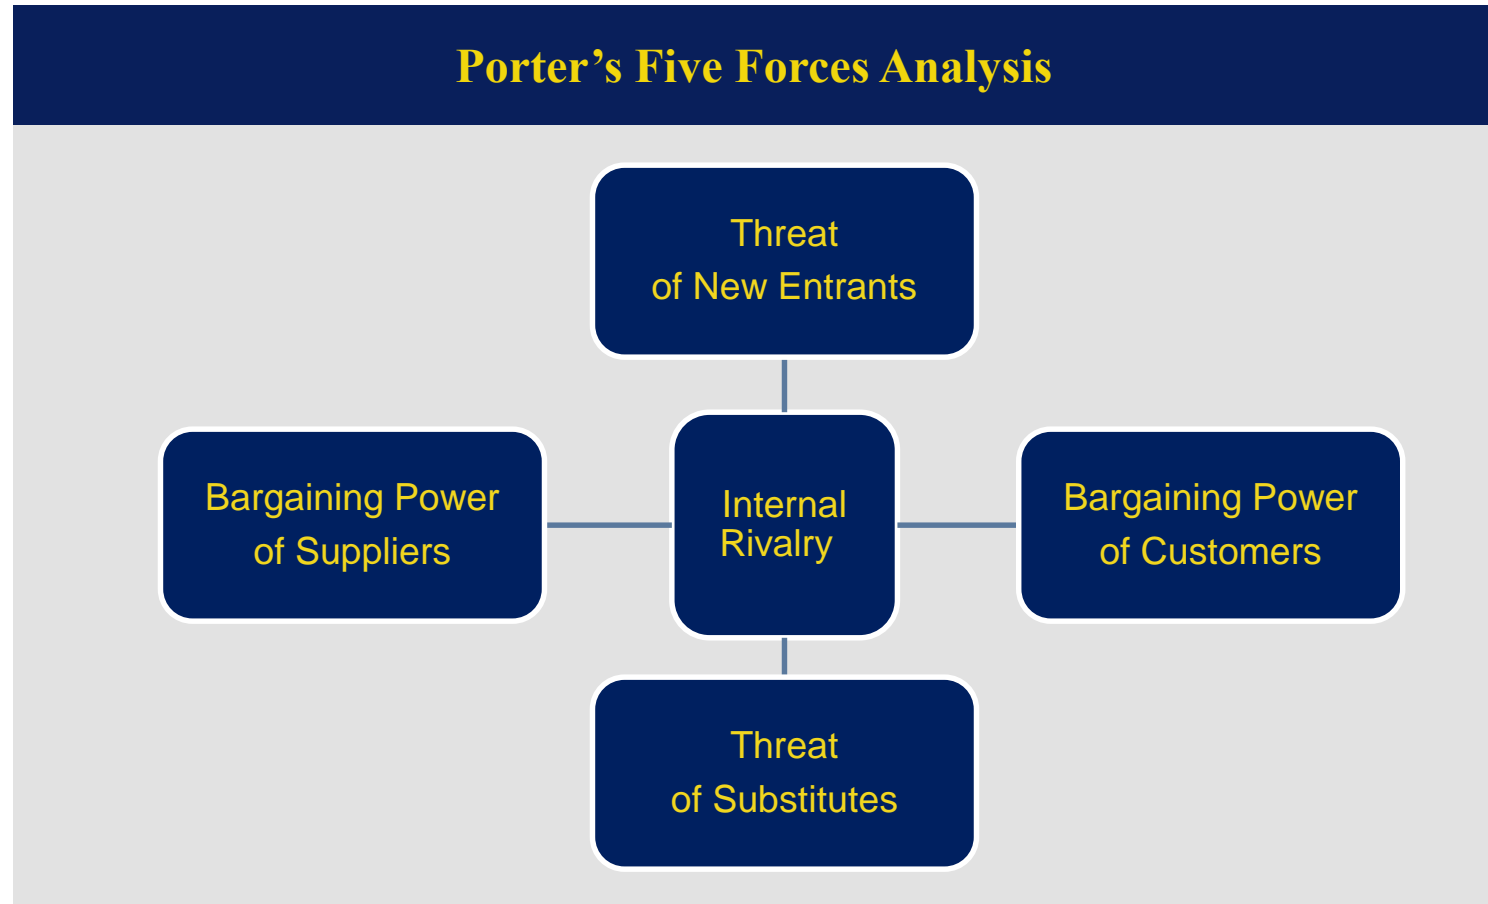 Porter’s Five Forces Analysis
Threat
of New Entrants
Bargaining Power
of Suppliers
Internal
Rivalry
Bargaining Power
of Customers
Threat
of Substitutes